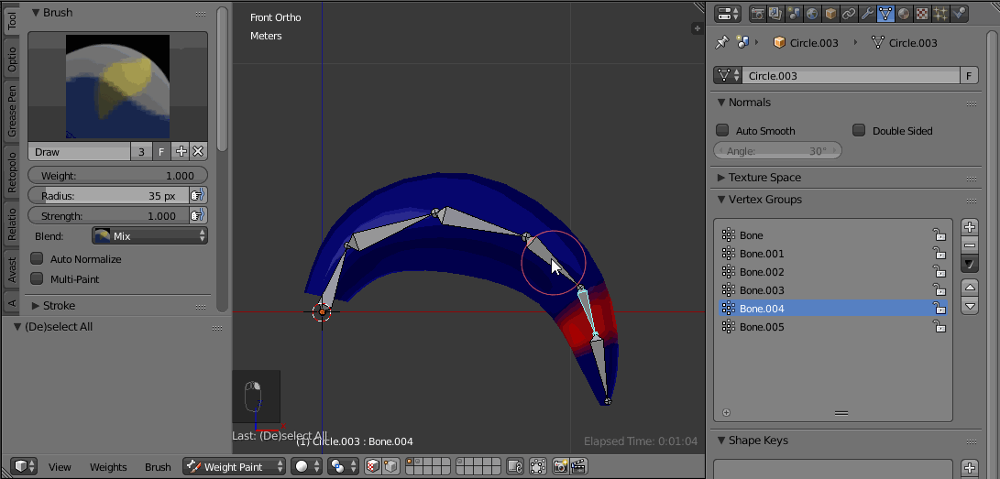 Tool
Optio
Grease Pen
Retopolo
Relatio
Avast
A
Brush
Draw 3 F
Weight: 1.000
Radius: 35 px
Strength: 1.000
Blend: Mix
Auto Normalize
Multi-Paint
Stroke
(De)select All
Front Ortho
Meters
Last: (De)select All
(1) Circle.003 : Bone.004
Elapsed Time: 0:01:04
View Weights Brush Weight Paint
Circle.003 Circle.003
Circle.003 F
Normals
Auto Smooth Double Sided
Angle: 30°
Texture Space
Vertex Groups
Bone
Bone.001
Bone.002
Bone.003
Bone.004
Bone.005
Shape Keys